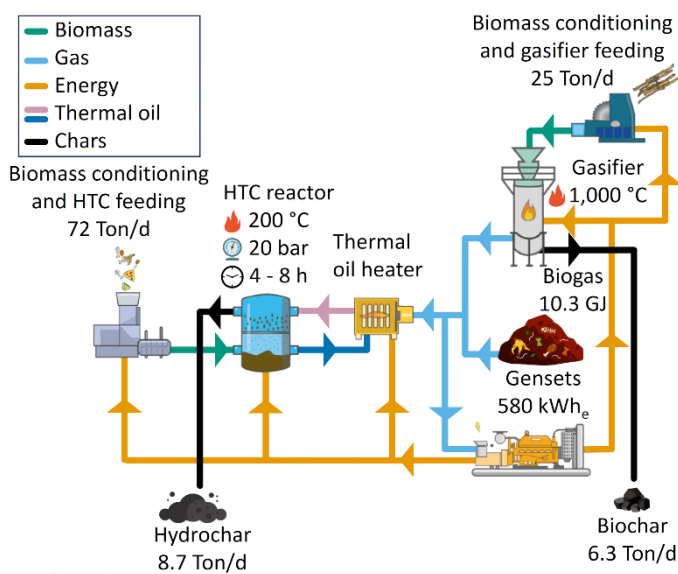 Biomass
Gas
Energy
Thermal oil
Chars
Biomass conditioning
and gasifier feeding
25 Ton/d
Biomass conditioning
and HTC feeding
72 Ton/d
HTC reactor
200 °C
20 bar
4 - 8 h
Thermal
oil heater
Gasifier
1,000 °C
Biogas
10.3 GJ
Gensets
580 kWhₑ
Hydrochar
8.7 Ton/d
Biochar
6.3 Ton/d